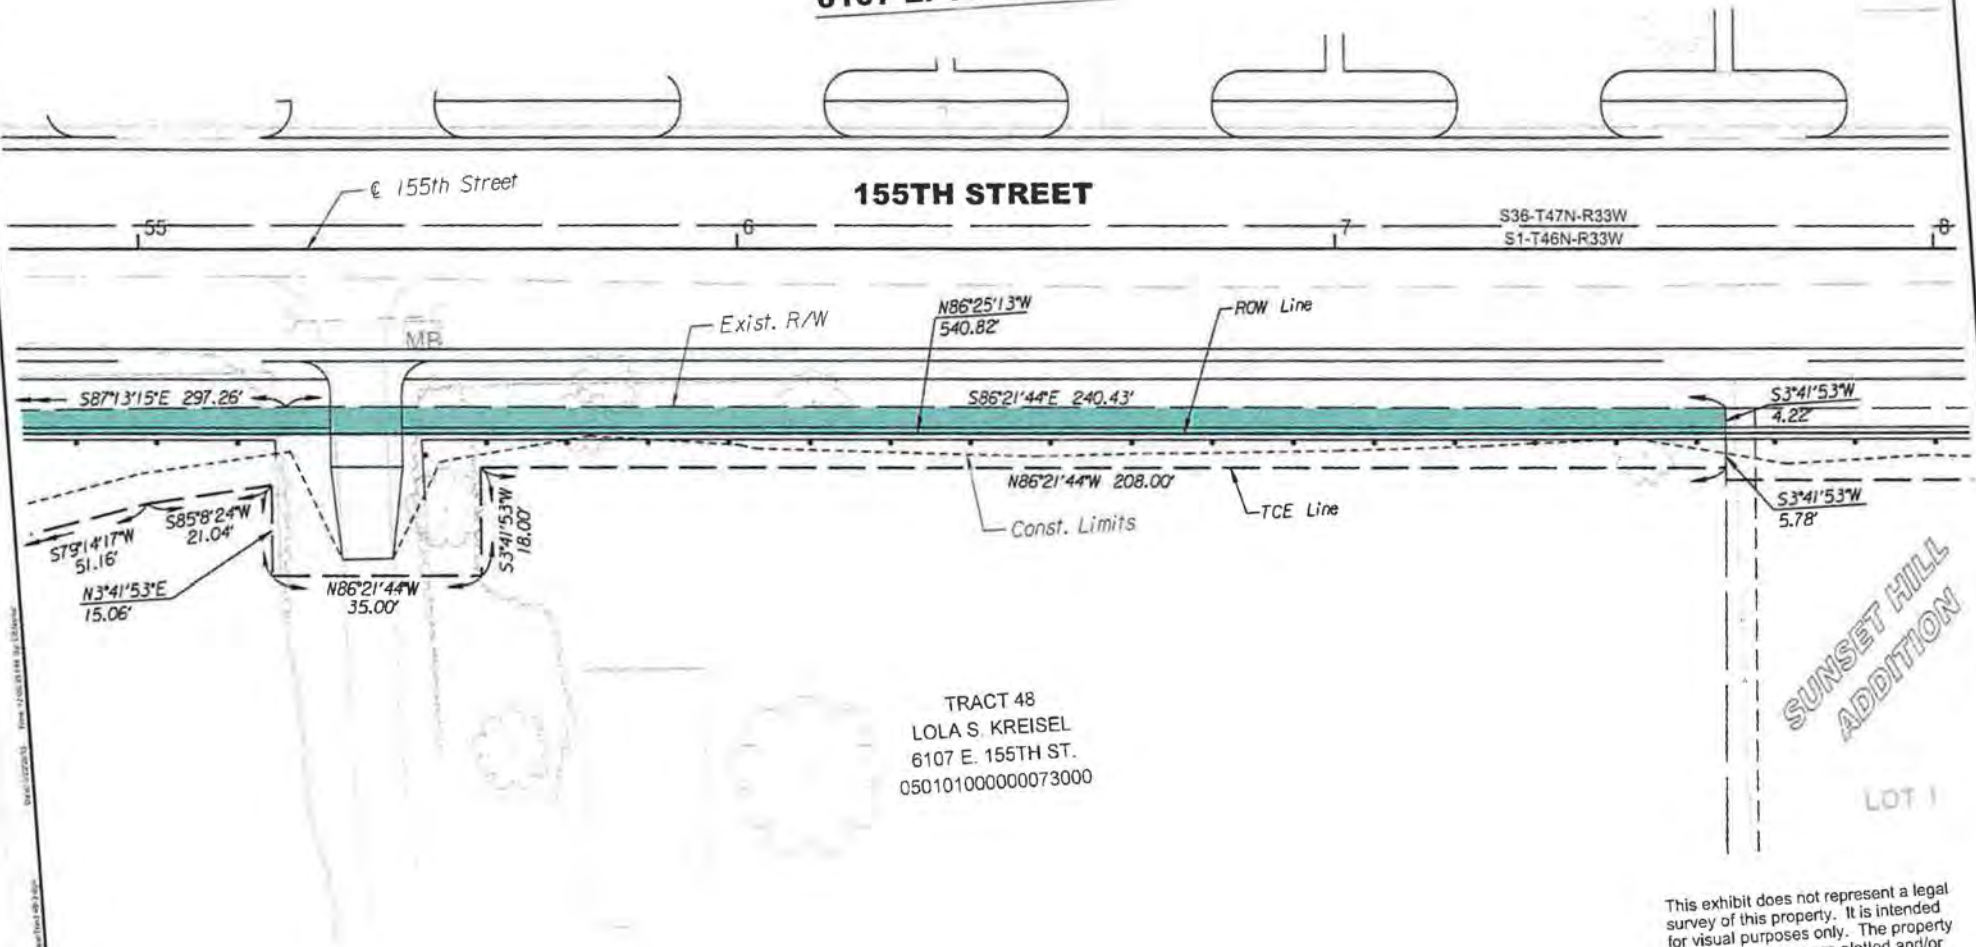 ℄ 155th Street
155TH STREET
55
6
7
8
S36-T47N-R33W
S1-T46N-R33W
N86°25'13"W
540.82'
ROW Line
Exist. R/W
MB
S87°13'15"E 297.26'
S86°21'44"E 240.43'
S3°41'53"W
4.22'
N86°21'44"W 208.00'
TCE Line
Const. Limits
S3°41'53"W
5.78'
S3°41'53"W
18.00'
S85°8'24"W
21.04'
S79°14'17"W
51.16'
N3°41'53"E
15.06'
N86°21'44"W
35.00'
TRACT 48
LOLA S. KREISEL
6107 E. 155TH ST.
050101000000073000
SUNSET HILL
ADDITION
LOT 1
This exhibit does not represent a legal
survey of this property. It is intended
for visual purposes only. The property
plotted and/or